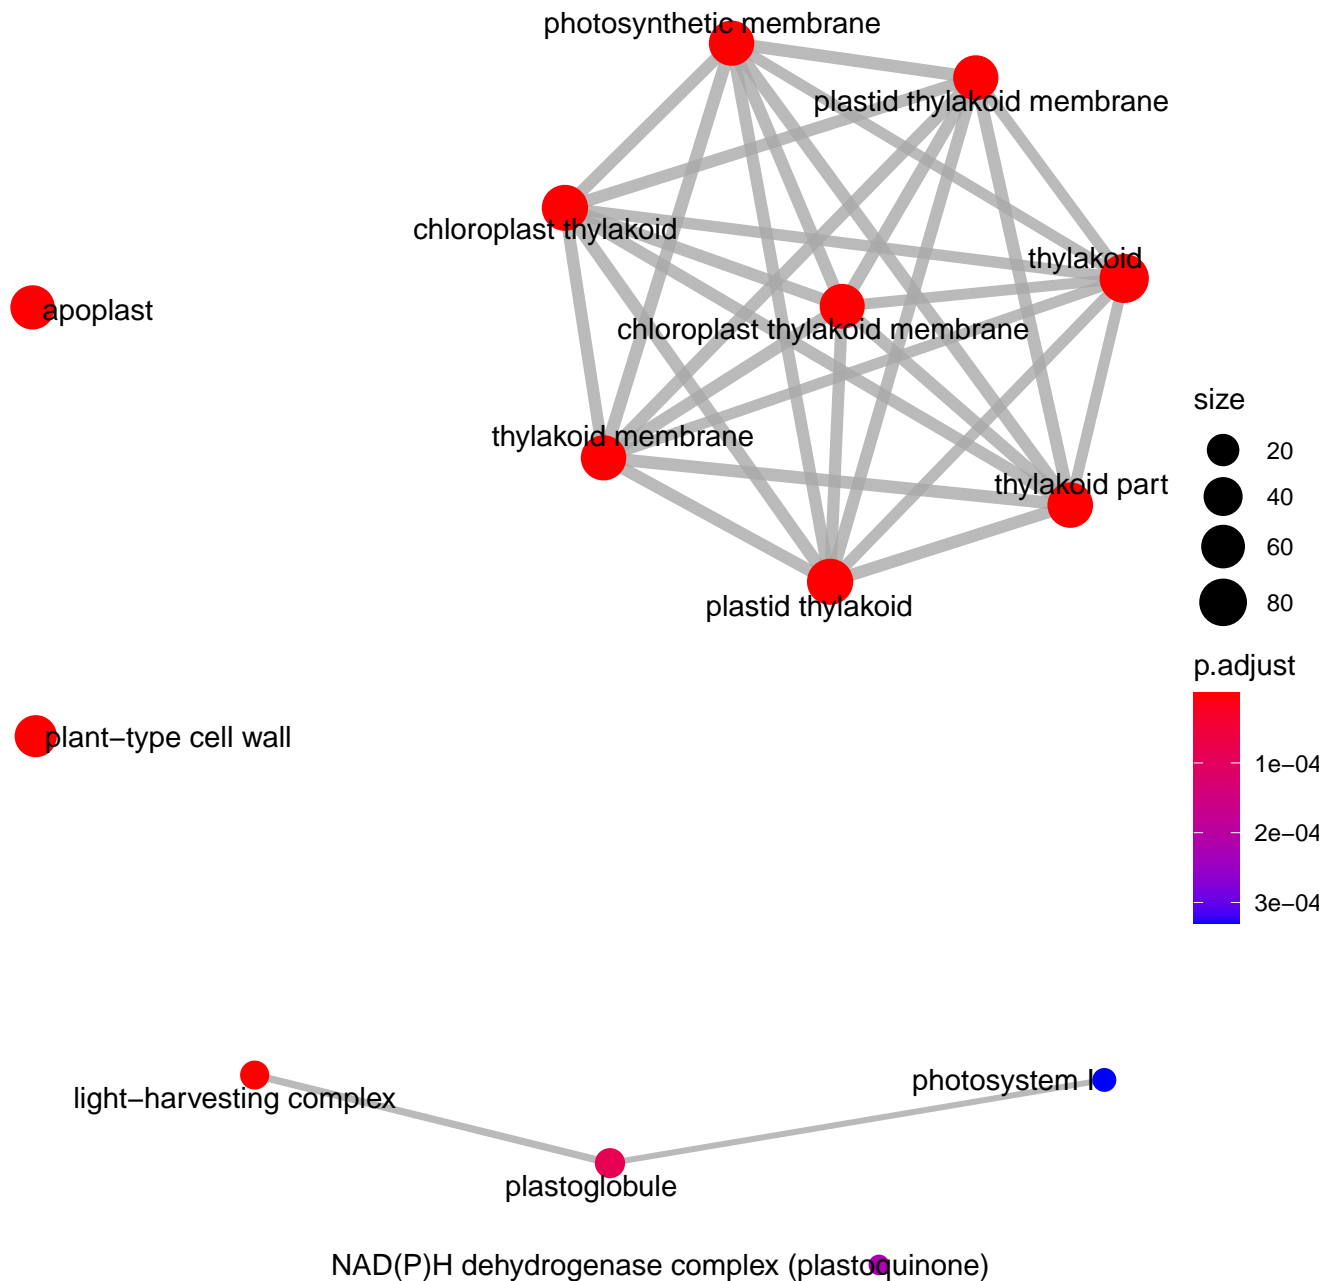 photosynthetic membrane
plastid thylakoid membrane
chloroplast thylakoid
thylakoid
apoplast
chloroplast thylakoid membrane
thylakoid membrane
thylakoid part
plastid thylakoid
plant−type cell wall
light−harvesting complex
photosystem I
plastoglobule
NAD(P)H dehydrogenase complex (plastoquinone)
size
20
40
60
80
p.adjust
1e−04
2e−04
3e−04